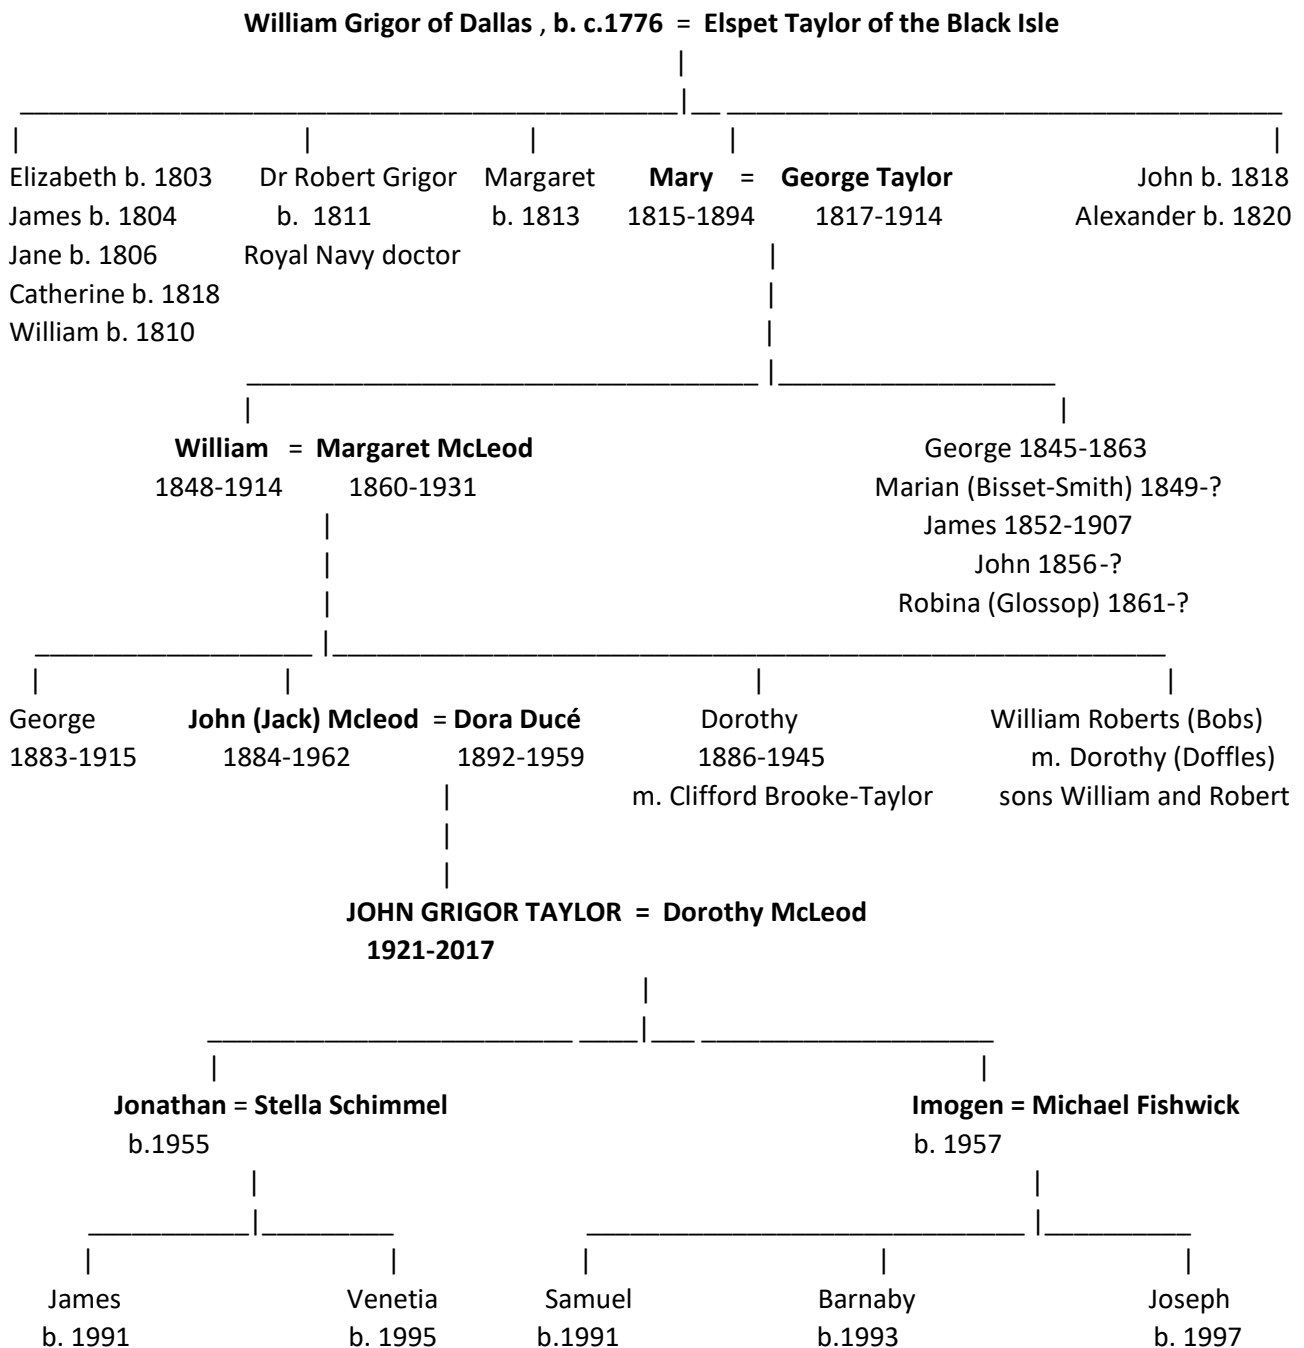 William Grigor of Dallas , b. c.1776 = Elspet Taylor of the Black Isle
Elizabeth b. 1803 Dr Robert Grigor Margaret Mary = George Taylor John b. 1818
James b. 1804 b. 1811 b. 1813 1815-1894 1817-1914 Alexander b. 1820
Jane b. 1806 Royal Navy doctor
Catherine b. 1818
William b. 1810
William = Margaret McLeod George 1845-1863
1848-1914 1860-1931 Marian (Bisset-Smith) 1849-?
James 1852-1907
John 1856-?
Robina (Glossop) 1861-?
George John (Jack) Mcleod = Dora Ducé Dorothy William Roberts (Bobs)
1883-1915 1884-1962 1892-1959 1886-1945 m. Dorothy (Doffles)
m. Clifford Brooke-Taylor sons William and Robert
JOHN GRIGOR TAYLOR = Dorothy McLeod
1921-2017
Jonathan = Stella Schimmel Imogen = Michael Fishwick
b.1955 b. 1957
James Venetia Samuel Barnaby Joseph
b. 1991 b. 1995 b.1991 b.1993 b. 1997